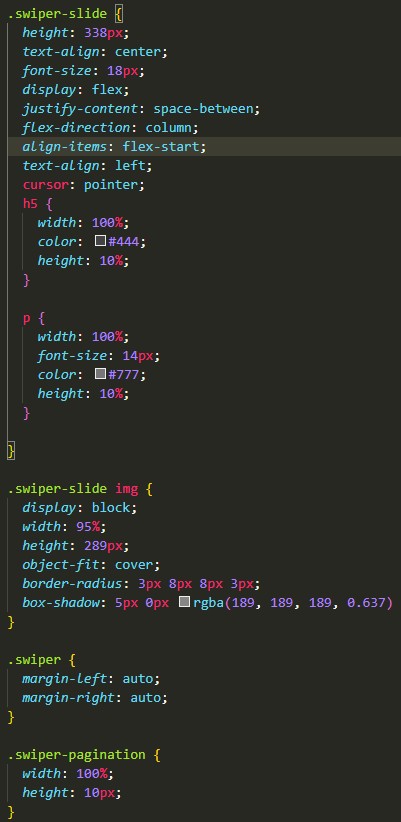 .swiper-slide {
height: 338px;
text-align: center;
font-size: 18px;
display: flex;
justify-content: space-between;
flex-direction: column;
align-items: flex-start;
text-align: left;
cursor: pointer;
h5 {
width: 100%;
color: #444;
height: 10%;
}
p {
width: 100%;
font-size: 14px;
color: #777;
height: 10%;
}
}
.swiper-slide img {
display: block;
width: 95%;
height: 289px;
object-fit: cover;
border-radius: 3px 8px 8px 3px;
box-shadow: 5px 0px rgba(189, 189, 189, 0.637)
}
.swiper {
margin-left: auto;
margin-right: auto;
}
.swiper-pagination {
width: 100%;
height: 10px;
}